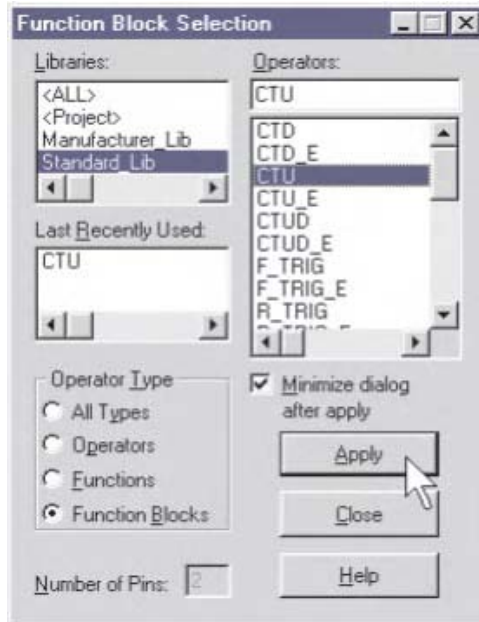 Function Block Selection
Libraries:
<ALL>
<Project>
Manufacturer_Lib
Standard_Lib
Last Recently Used:
CTU
Operator Type
All Types
Operators
Functions
Function Blocks
Number of Pins: 2
Operators:
CTU
CTD
CTD_E
CTU
CTU_E
CTUD
CTUD_E
F_TRIG
F_TRIG_E
R_TRIG
Minimize dialog
after apply
Apply
Close
Help